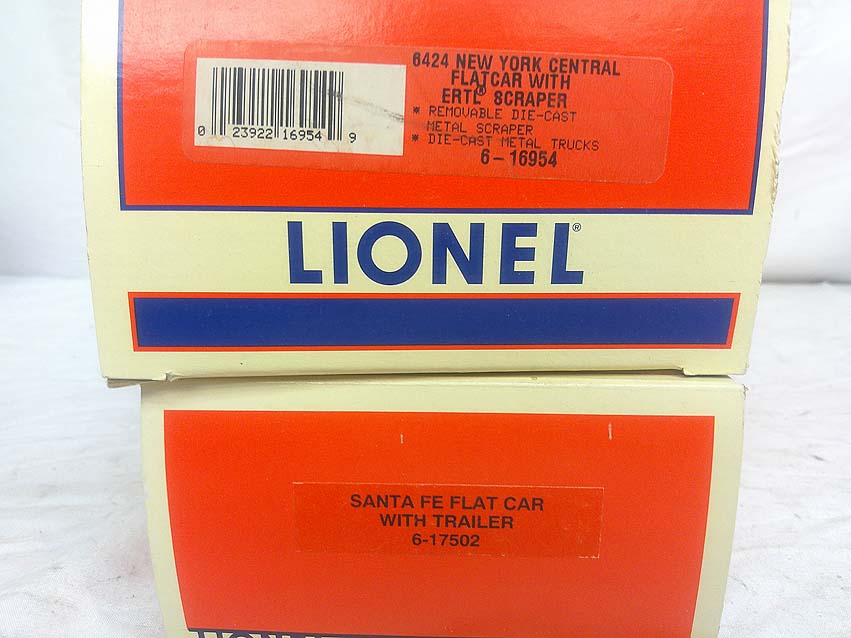 6424 NEW YORK CENTRAL
FLATCAR WITH
ERTL® SCRAPER
* REMOVABLE DIE-CAST
METAL SCRAPER
* DIE-CAST METAL TRUCKS
6-16954
0 23922 16954 9
LIONEL®
SANTA FE FLAT CAR
WITH TRAILER
6-17502
LIONEL